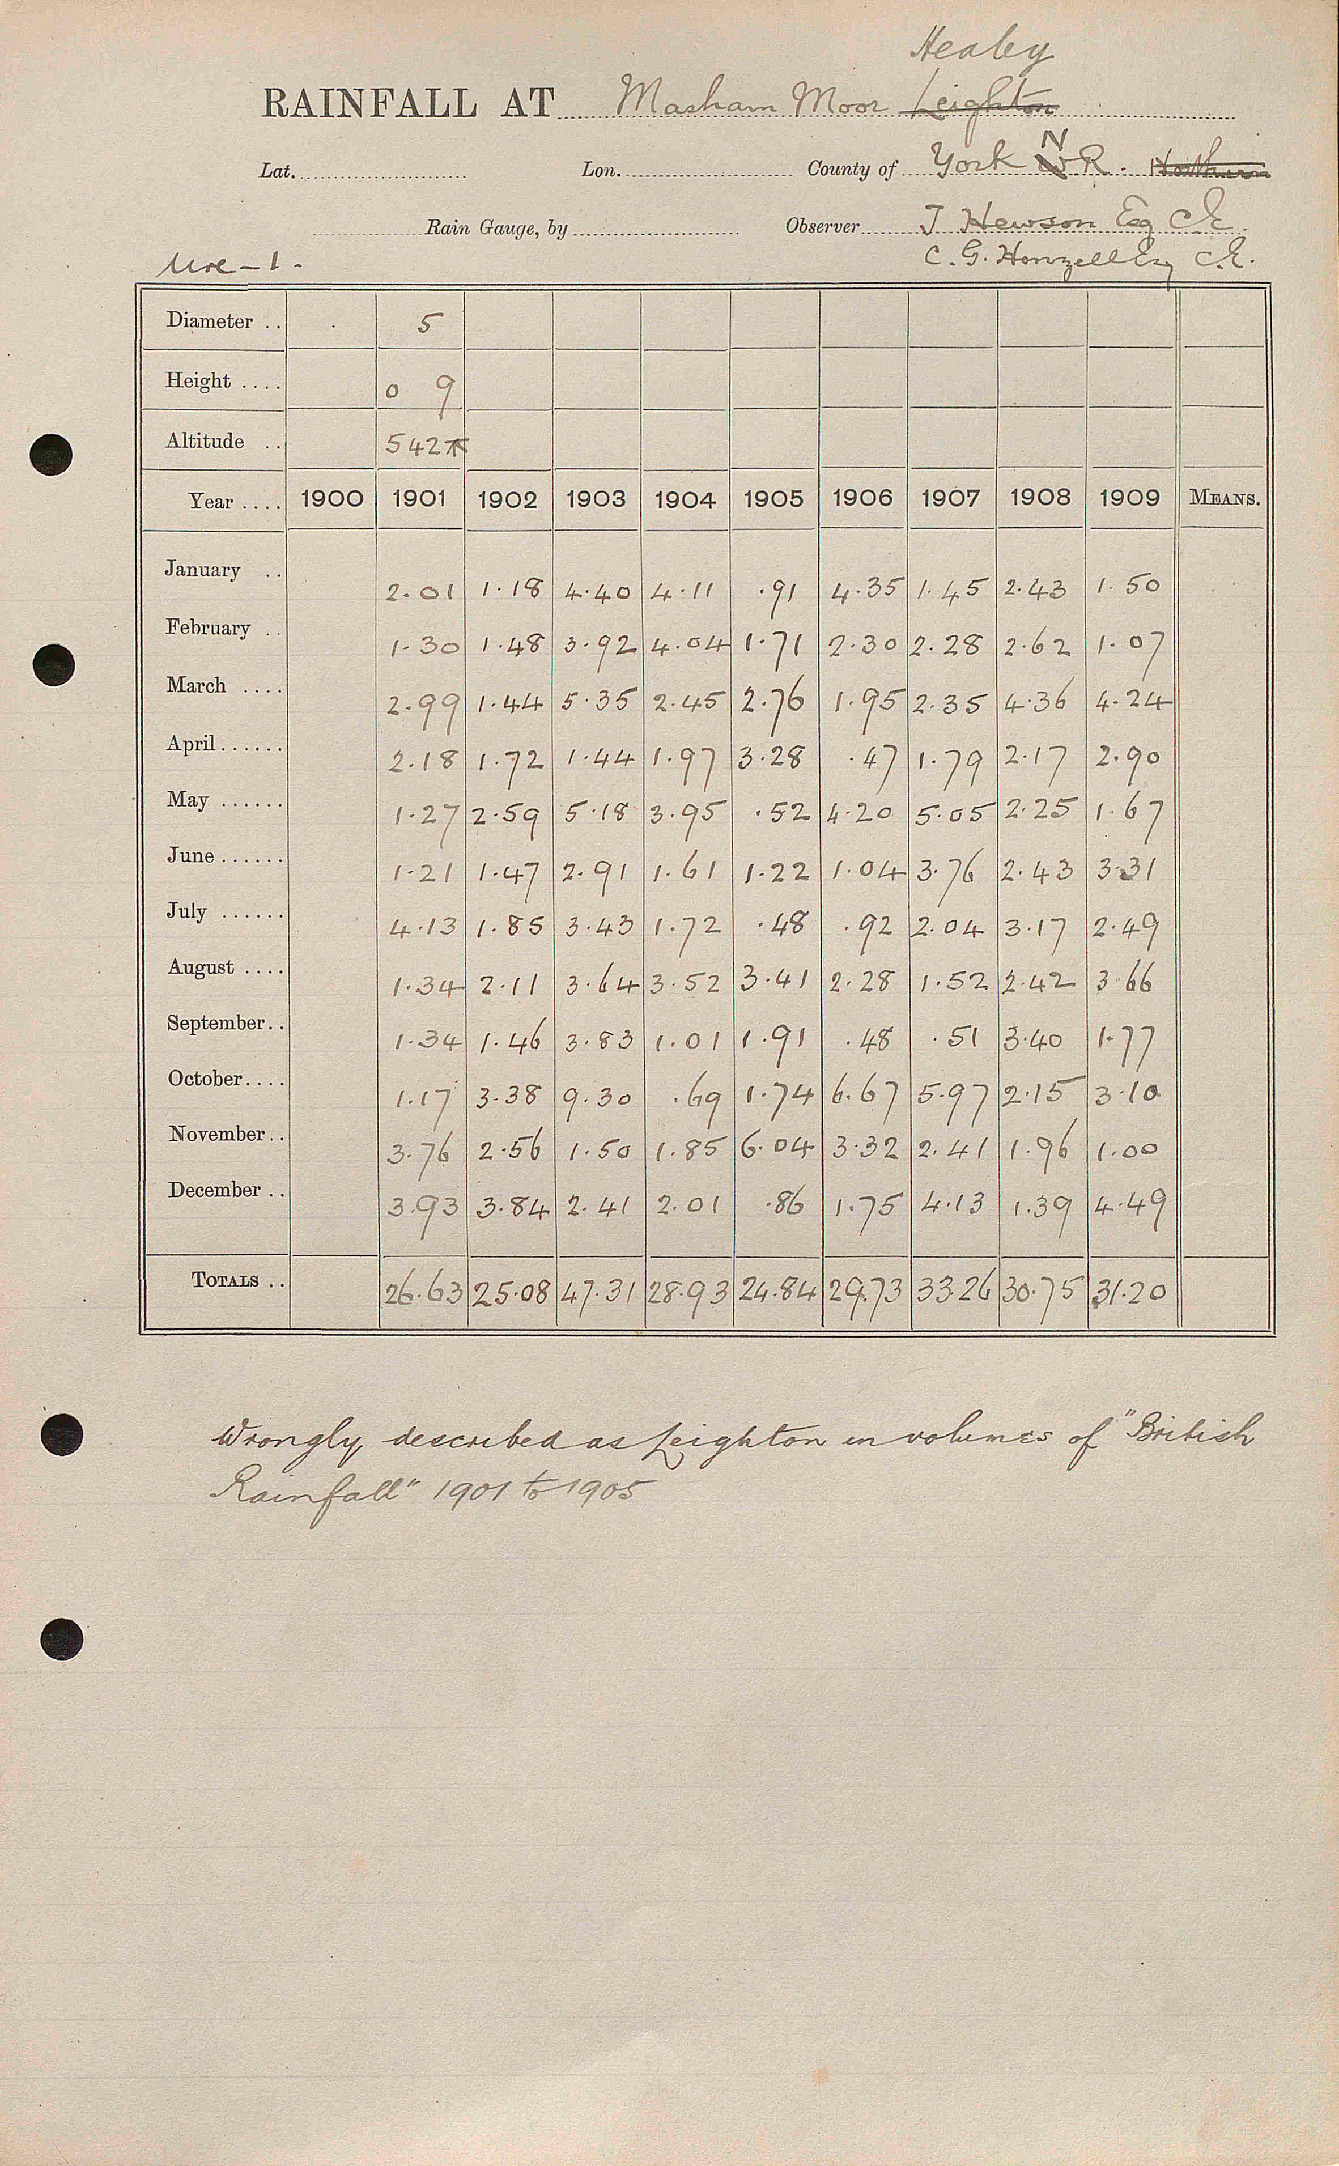 Healey
RAINFALL AT Masham Moor Leighton
Lat. Lon. County of York N R. Northern
Rain Gauge, by Observer J Hewson Esq C.E.
Ure - 1. C. G. Henzell Esq C.E.
Diameter .. 5
Height .... 0 9
Altitude .. 542
Year .... 1900 1901 1902 1903 1904 1905 1906 1907 1908 1909 MEANS.
January .. 2.01 1.18 4.40 4.11 .91 4.35 1.45 2.43 1.50
February .. 1.30 1.48 3.92 4.04 1.71 2.30 2.28 2.62 1.07
March .... 2.99 1.44 5.35 2.45 2.76 1.95 2.35 4.36 4.24
April ...... 2.18 1.72 1.44 1.97 3.28 .47 1.79 2.17 2.90
May ...... 1.27 2.59 5.18 3.95 .52 4.20 5.05 2.25 1.67
June ...... 1.21 1.47 2.91 1.61 1.22 1.04 3.76 2.43 3.31
July ...... 4.13 1.85 3.43 1.72 .48 .92 2.04 3.17 2.49
August .... 1.34 2.11 3.64 3.52 3.41 2.28 1.52 2.42 3.66
September .. 1.34 1.46 3.83 1.01 1.91 .48 .51 3.40 1.77
October .... 1.17 3.38 9.30 .69 1.74 6.67 5.97 2.15 3.10
November .. 3.76 2.56 1.50 1.85 6.04 3.32 2.41 1.96 1.00
December .. 3.93 3.84 2.41 2.01 .86 1.75 4.13 1.39 4.49
TOTALS .. 26.63 25.08 47.31 28.93 24.84 29.73 33.26 30.75 31.20
Wrongly described as Leighton in volumes of "British
Rainfall" 1901 to 1905